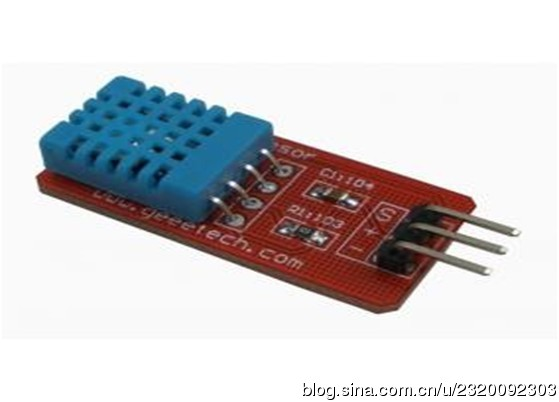 sor
C1:104
R1:103
S
+
-
www.geeetech.com
blog.sina.com.cn/u/2320092303